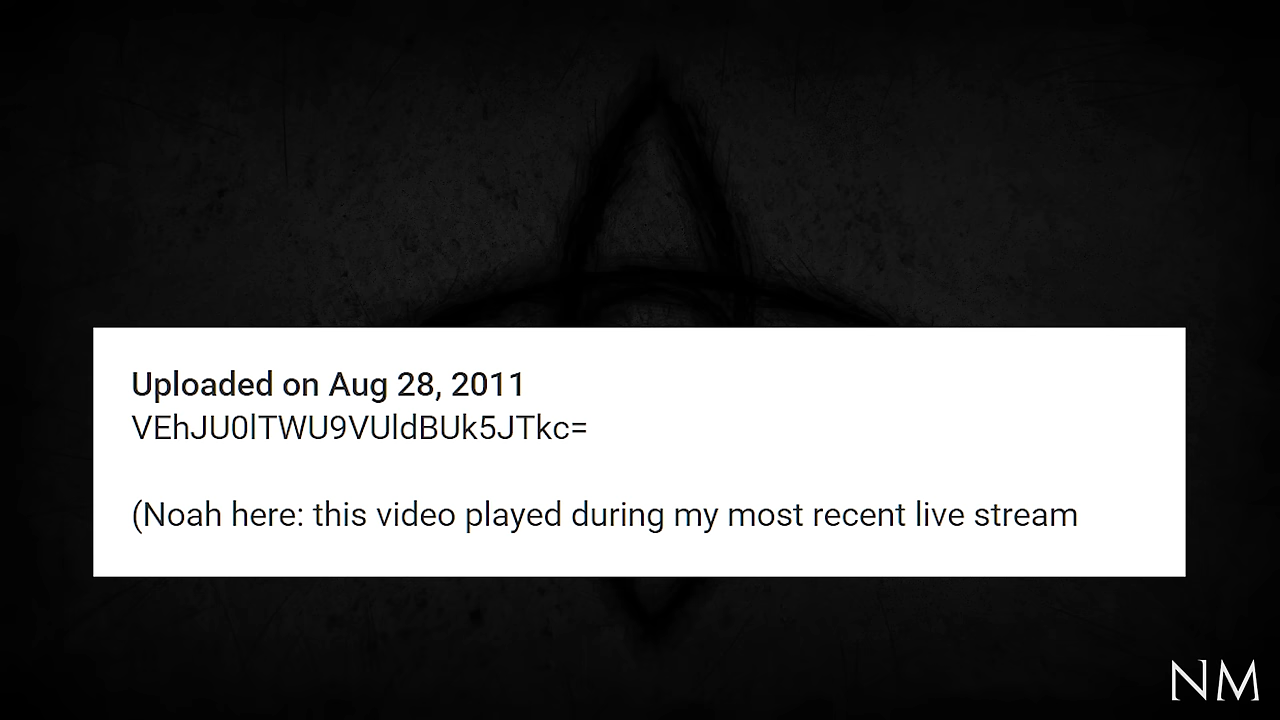 Uploaded on Aug 28, 2011
VEhJU0lTWU9VUldBUk5JTkc=
(Noah here: this video played during my most recent live stream
NM